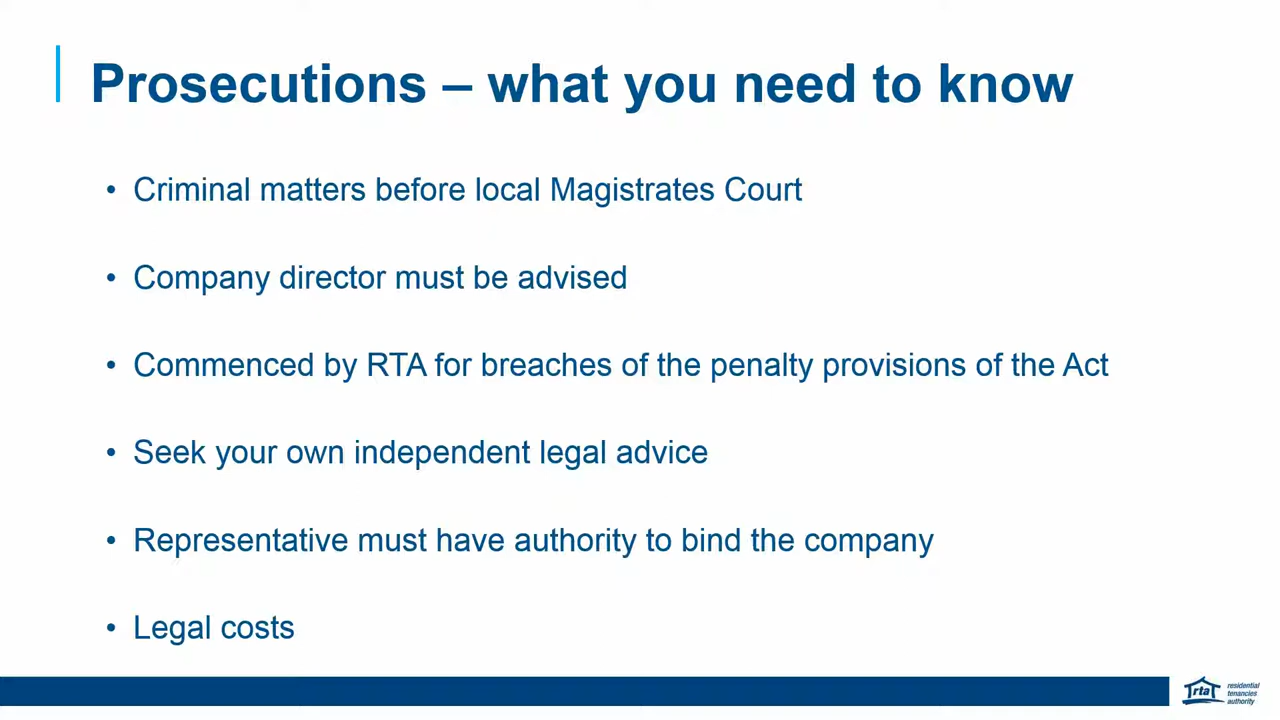 Prosecutions – what you need to know
• Criminal matters before local Magistrates Court
• Company director must be advised
• Commenced by RTA for breaches of the penalty provisions of the Act
• Seek your own independent legal advice
• Representative must have authority to bind the company
• Legal costs
rta
residential
tenancies
authority